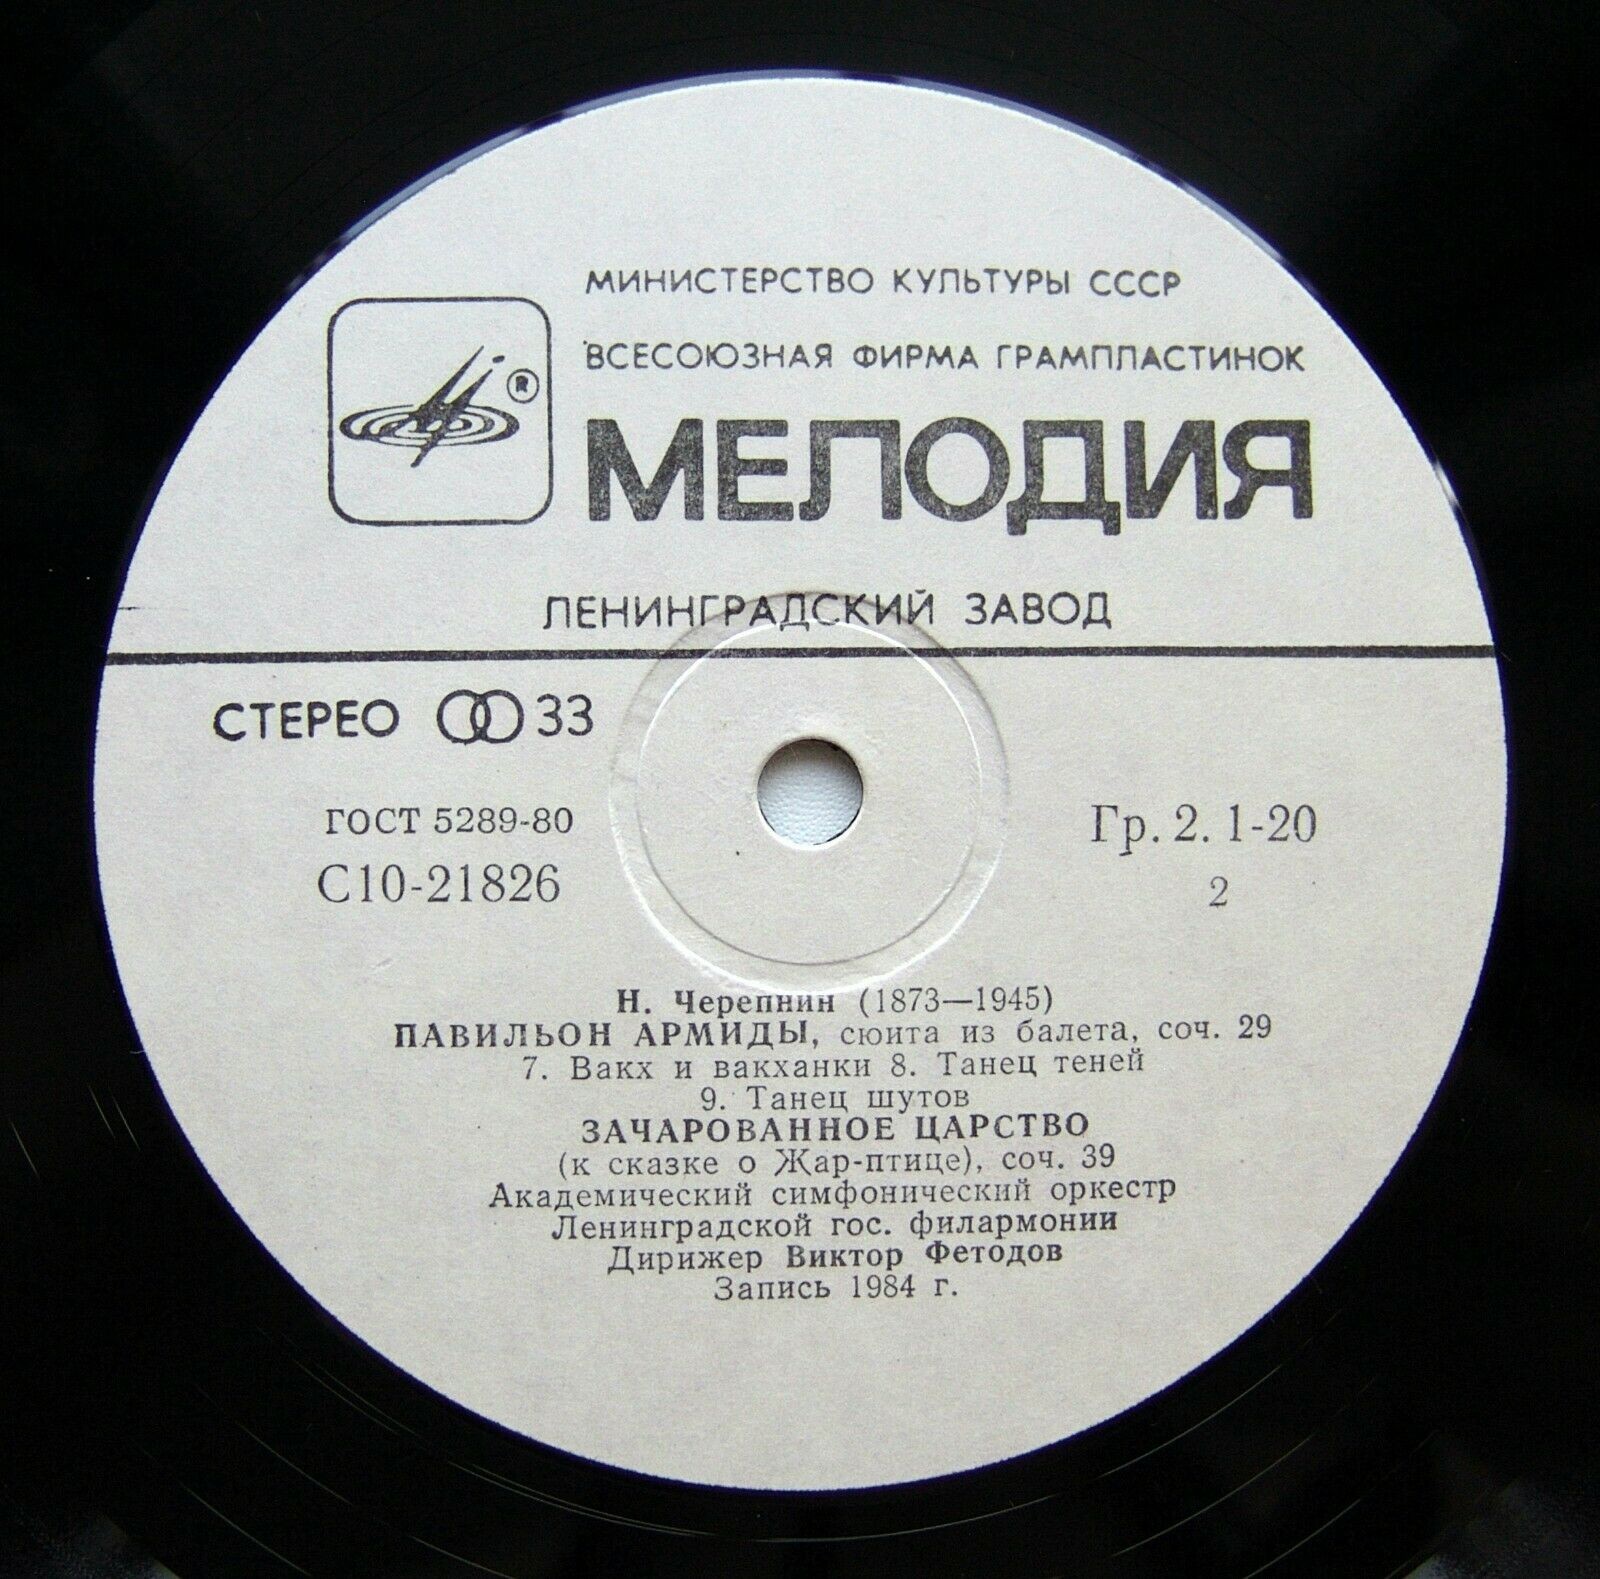 МИНИСТЕРСТВО КУЛЬТУРЫ СССР
ВСЕСОЮЗНАЯ ФИРМА ГРАМПЛАСТИНОК
®
МЕЛОДИЯ
ЛЕНИНГРАДСКИЙ ЗАВОД
СТЕРЕО 33
ГОСТ 5289-80
Гр. 2. 1-20
С10-21826
2
Н. Черепнин (1873—1945)
ПАВИЛЬОН АРМИДЫ, сюита из балета, соч. 29
7. Вакх и вакханки 8. Танец теней
9. Танец шутов
ЗАЧАРОВАННОЕ ЦАРСТВО
(к сказке о Жар-птице), соч. 39
Академический симфонический оркестр
Ленинградской гос. филармонии
Дирижер Виктор Фетодов
Запись 1984 г.